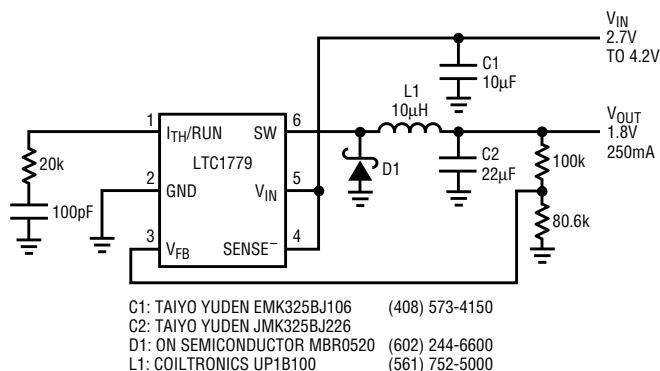 V_IN
2.7V
TO 4.2V
C1
10µF
L1
10µH
V_OUT
1.8V
250mA
1
I_TH/RUN
SW
6
LTC1779
20k
100pF
2
GND
V_IN
5
3
V_FB
SENSE⁻
4
D1
C2
22µF
100k
80.6k
C1: TAIYO YUDEN EMK325BJ106 (408) 573-4150
C2: TAIYO YUDEN JMK325BJ226
D1: ON SEMICONDUCTOR MBR0520 (602) 244-6600
L1: COILTRONICS UP1B100 (561) 752-5000